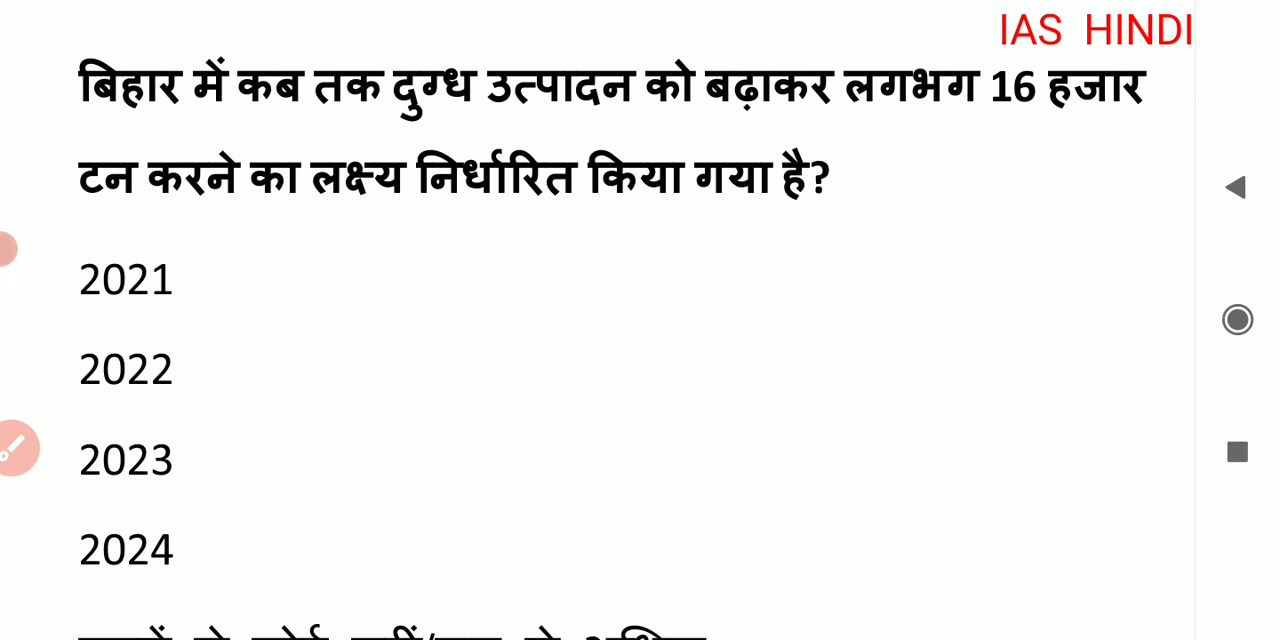 IAS HINDI
बिहार में कब तक दुग्ध उत्पादन को बढ़ाकर लगभग 16 हजार
टन करने का लक्ष्य निर्धारित किया गया है?
2021
2022
2023
2024